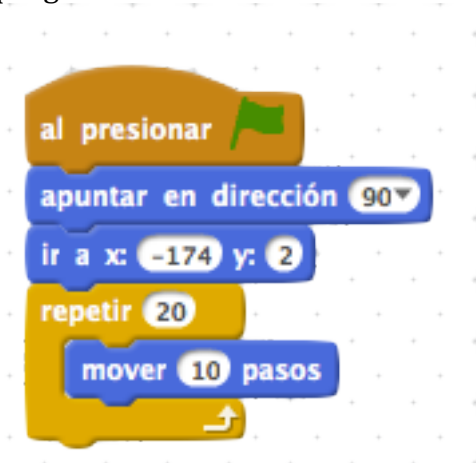 al presionar
apuntar en dirección 90
ir a x: -174 y: 2
repetir 20
mover 10 pasos